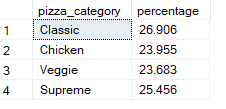 pizza_category percentage
1 Classic 26.906
2 Chicken 23.955
3 Veggie 23.683
4 Supreme 25.456